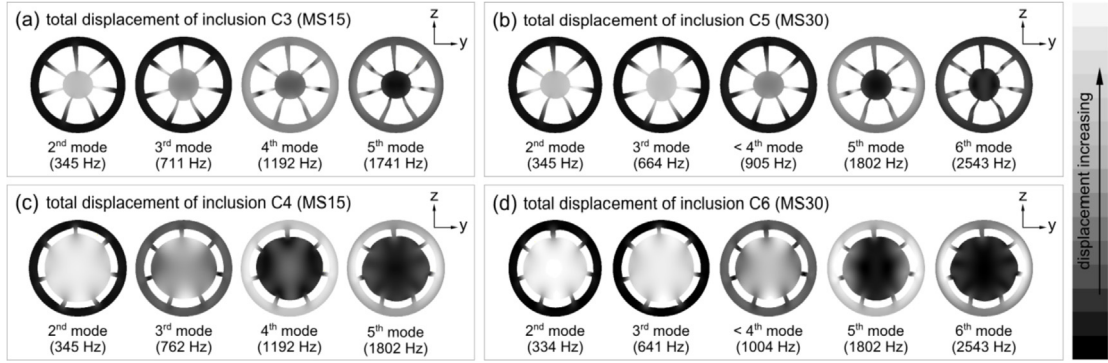 (a) total displacement of inclusion C3 (MS15)
z
y
2nd mode 3rd mode 4th mode 5th mode
(345 Hz) (711 Hz) (1192 Hz) (1741 Hz)
(b) total displacement of inclusion C5 (MS30)
z
y
2nd mode 3rd mode < 4th mode 5th mode 6th mode
(345 Hz) (664 Hz) (905 Hz) (1802 Hz) (2543 Hz)
(c) total displacement of inclusion C4 (MS15)
z
y
2nd mode 3rd mode 4th mode 5th mode
(345 Hz) (762 Hz) (1192 Hz) (1802 Hz)
(d) total displacement of inclusion C6 (MS30)
z
y
2nd mode 3rd mode < 4th mode 5th mode 6th mode
(334 Hz) (641 Hz) (1004 Hz) (1802 Hz) (2543 Hz)
displacement increasing